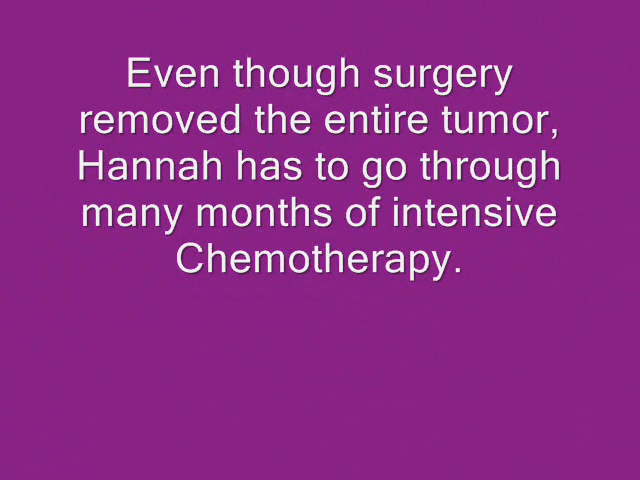 Even though surgery
removed the entire tumor,
Hannah has to go through
many months of intensive
Chemotherapy.